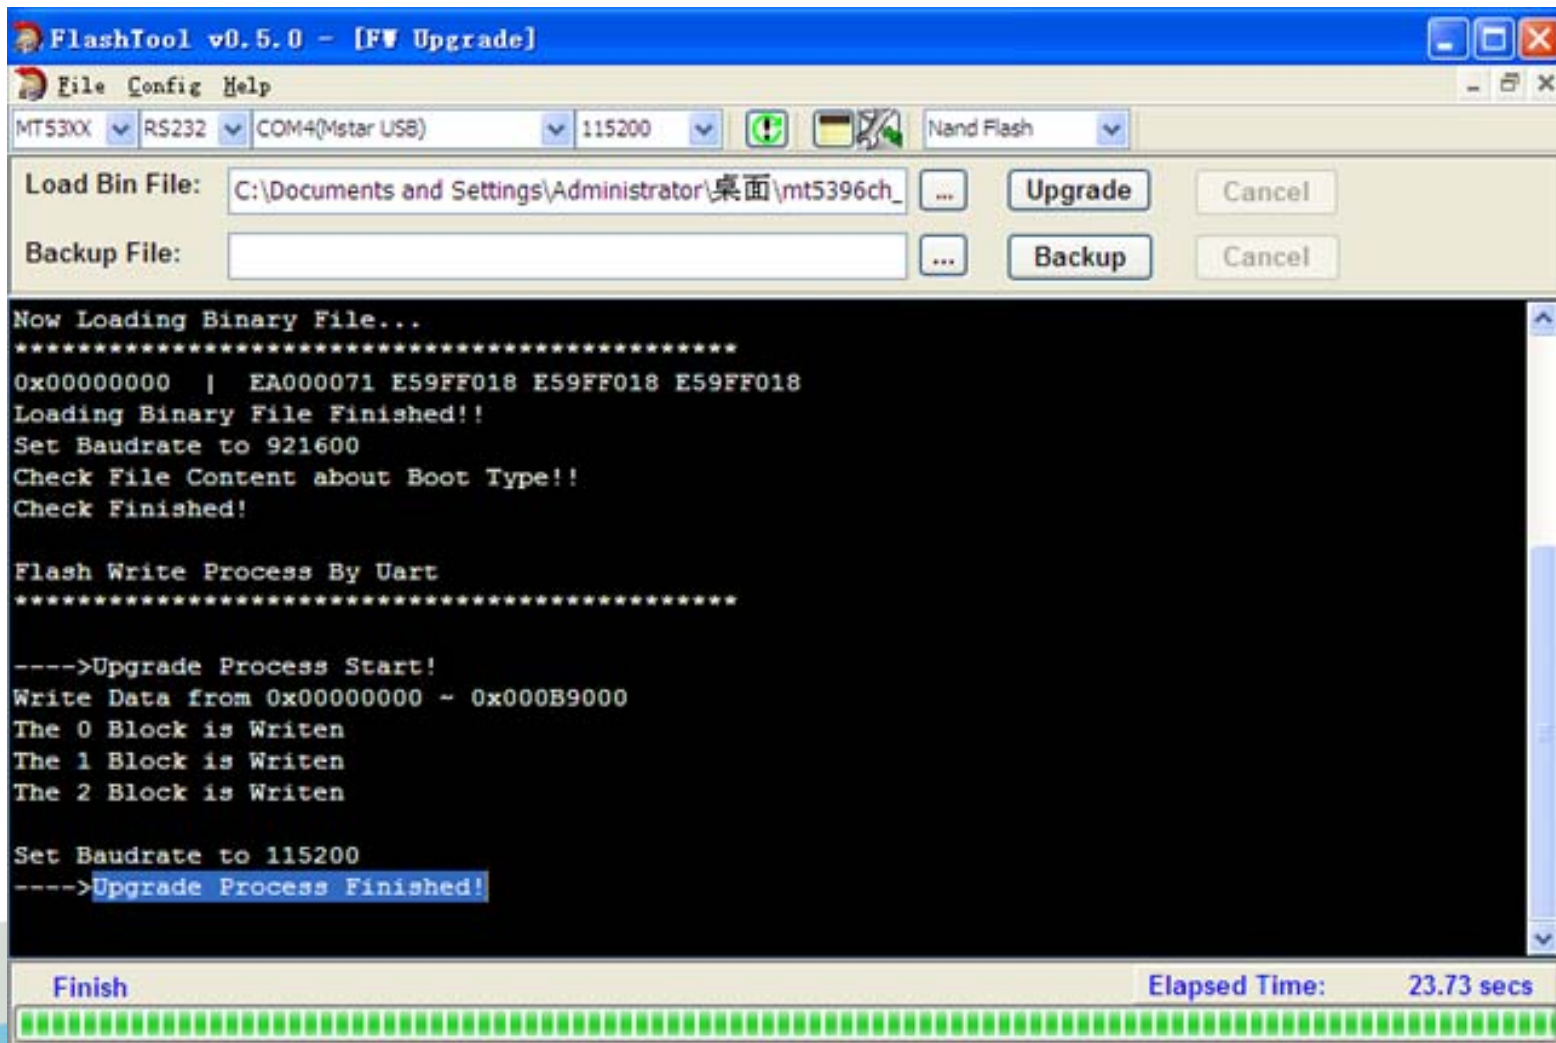 FlashTool v0.5.0 - [FW Upgrade]
File Config Help
MT53XX RS232 COM4(Mstar USB) 115200 Nand Flash
Load Bin File: C:\Documents and Settings\Administrator\桌面\mt5396ch_ ... Upgrade Cancel
Backup File: ... Backup Cancel
Now Loading Binary File...
**********************************************
0x00000000 | EA000071 E59FF018 E59FF018 E59FF018
Loading Binary File Finished!!
Set Baudrate to 921600
Check File Content about Boot Type!!
Check Finished!
Flash Write Process By Uart
**********************************************
---->Upgrade Process Start!
Write Data from 0x00000000 ~ 0x000B9000
The 0 Block is Writen
The 1 Block is Writen
The 2 Block is Writen
Set Baudrate to 115200
---->Upgrade Process Finished!
Finish Elapsed Time: 23.73 secs